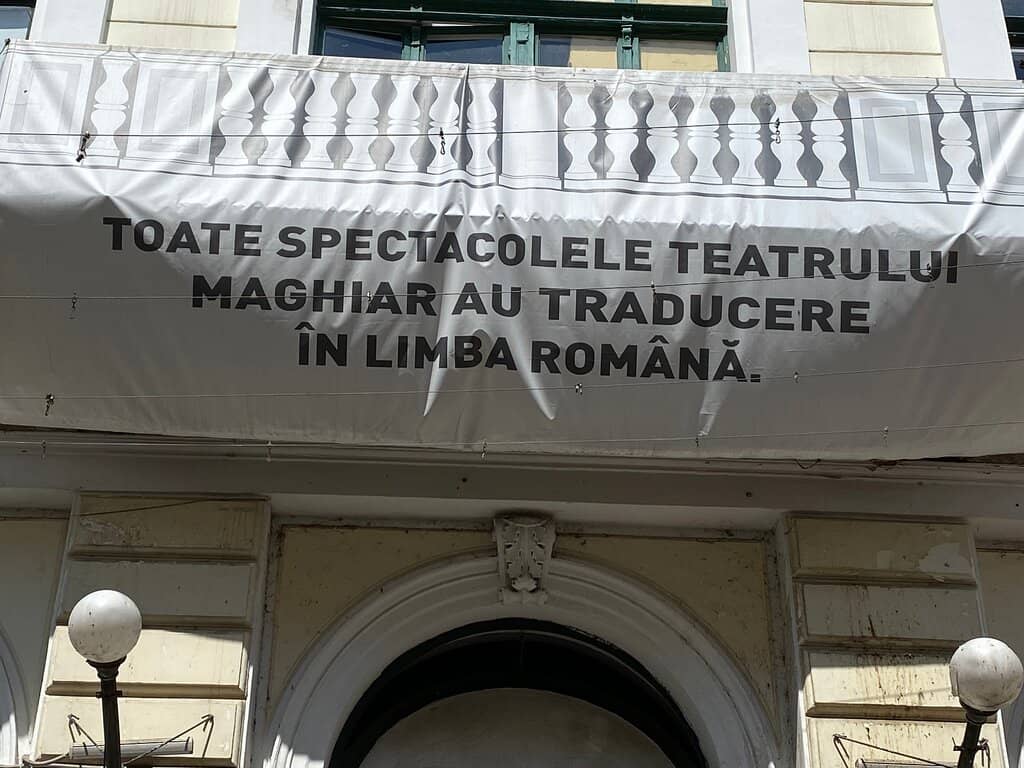 TOATE SPECTACOLELE TEATRULUI
MAGHIAR AU TRADUCERE
ÎN LIMBA ROMÂNĂ.